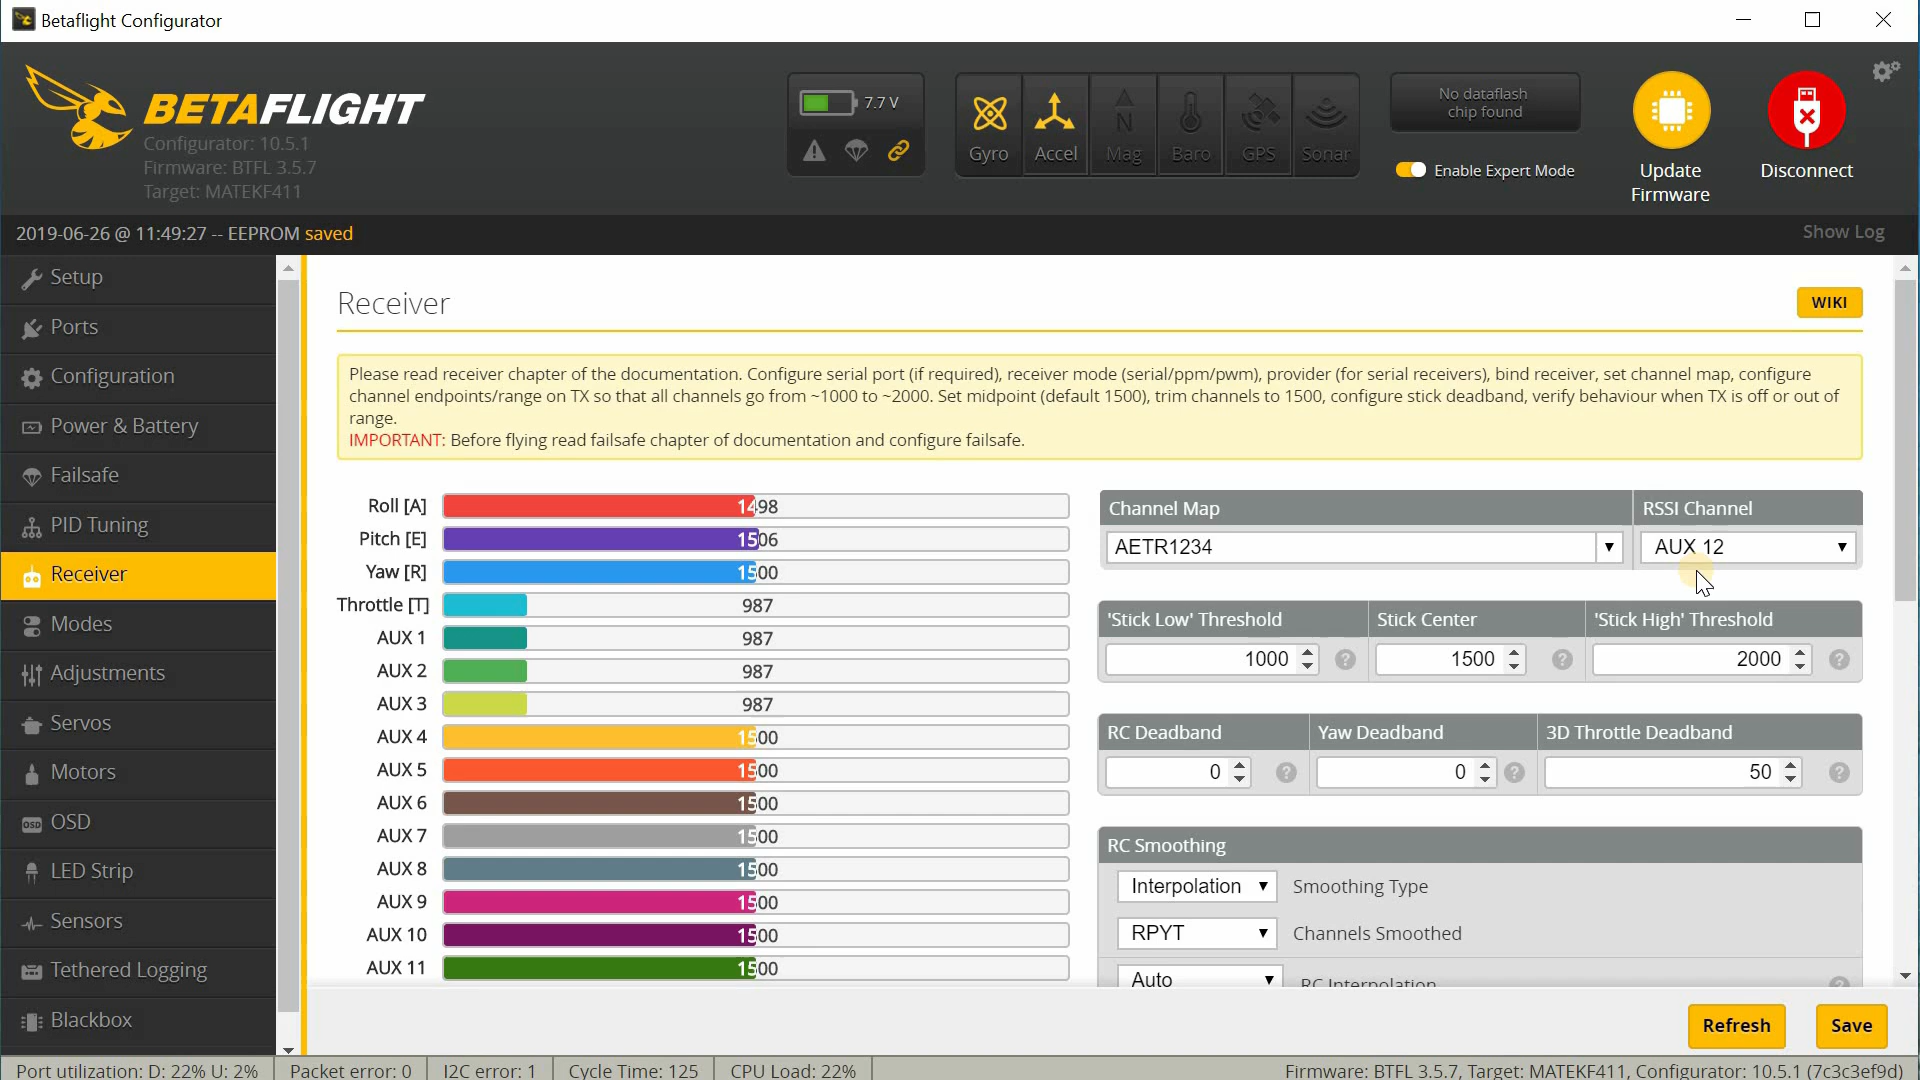 Betaflight Configurator
BETAFLIGHT
Configurator: 10.5.1
Firmware: BTFL 3.5.7
Target: MATEKF411
7.7 V
Gyro
Accel
Mag
Baro
GPS
Sonar
No dataflash
chip found
Enable Expert Mode
Update
Firmware
Disconnect
2019-06-26 @ 11:49:27 -- EEPROM saved
Show Log
Setup
Ports
Configuration
Power & Battery
Failsafe
PID Tuning
Receiver
Modes
Adjustments
Servos
Motors
OSD
LED Strip
Sensors
Tethered Logging
Blackbox
Receiver
WIKI
Please read receiver chapter of the documentation. Configure serial port (if required), receiver mode (serial/ppm/pwm), provider (for serial receivers), bind receiver, set channel map, configure
channel endpoints/range on TX so that all channels go from ~1000 to ~2000. Set midpoint (default 1500), trim channels to 1500, configure stick deadband, verify behaviour when TX is off or out of
range.
IMPORTANT: Before flying read failsafe chapter of documentation and configure failsafe.
Roll [A] 1498
Pitch [E] 1506
Yaw [R] 1500
Throttle [T] 987
AUX 1 987
AUX 2 987
AUX 3 987
AUX 4 1500
AUX 5 1500
AUX 6 1500
AUX 7 1500
AUX 8 1500
AUX 9 1500
AUX 10 1500
AUX 11 1500
Channel Map RSSI Channel
AETR1234 AUX 12
'Stick Low' Threshold Stick Center 'Stick High' Threshold
1000 1500 2000
RC Deadband Yaw Deadband 3D Throttle Deadband
0 0 50
RC Smoothing
Interpolation Smoothing Type
RPYT Channels Smoothed
Auto RC Interpolation
Refresh Save
Port utilization: D: 22% U: 2% Packet error: 0 I2C error: 1 Cycle Time: 125 CPU Load: 22% Firmware: BTFL 3.5.7, Target: MATEKF411, Configurator: 10.5.1 (7c3c3ef9d)